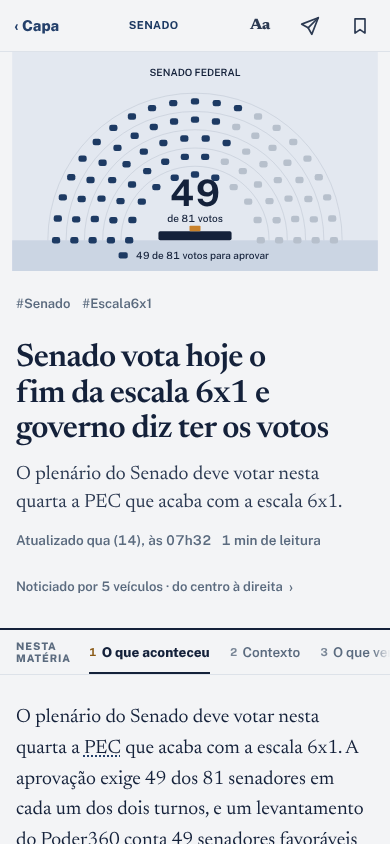 ‹ Capa
SENADO
Aa
SENADO FEDERAL
49
de 81 votos
49 de 81 votos para aprovar
#Senado #Escala6x1
Senado vota hoje o
fim da escala 6x1 e
governo diz ter os votos
O plenário do Senado deve votar nesta
quarta a PEC que acaba com a escala 6x1.
Atualizado qua (14), às 07h32 1 min de leitura
Noticiado por 5 veículos · do centro à direita ›
NESTA
MATÉRIA
1 O que aconteceu
2 Contexto
3 O que ve
O plenário do Senado deve votar nesta
quarta a PEC que acaba com a escala 6x1. A
aprovação exige 49 dos 81 senadores em
cada um dos dois turnos, e um levantamento
do Poder360 conta 49 senadores favoráveis